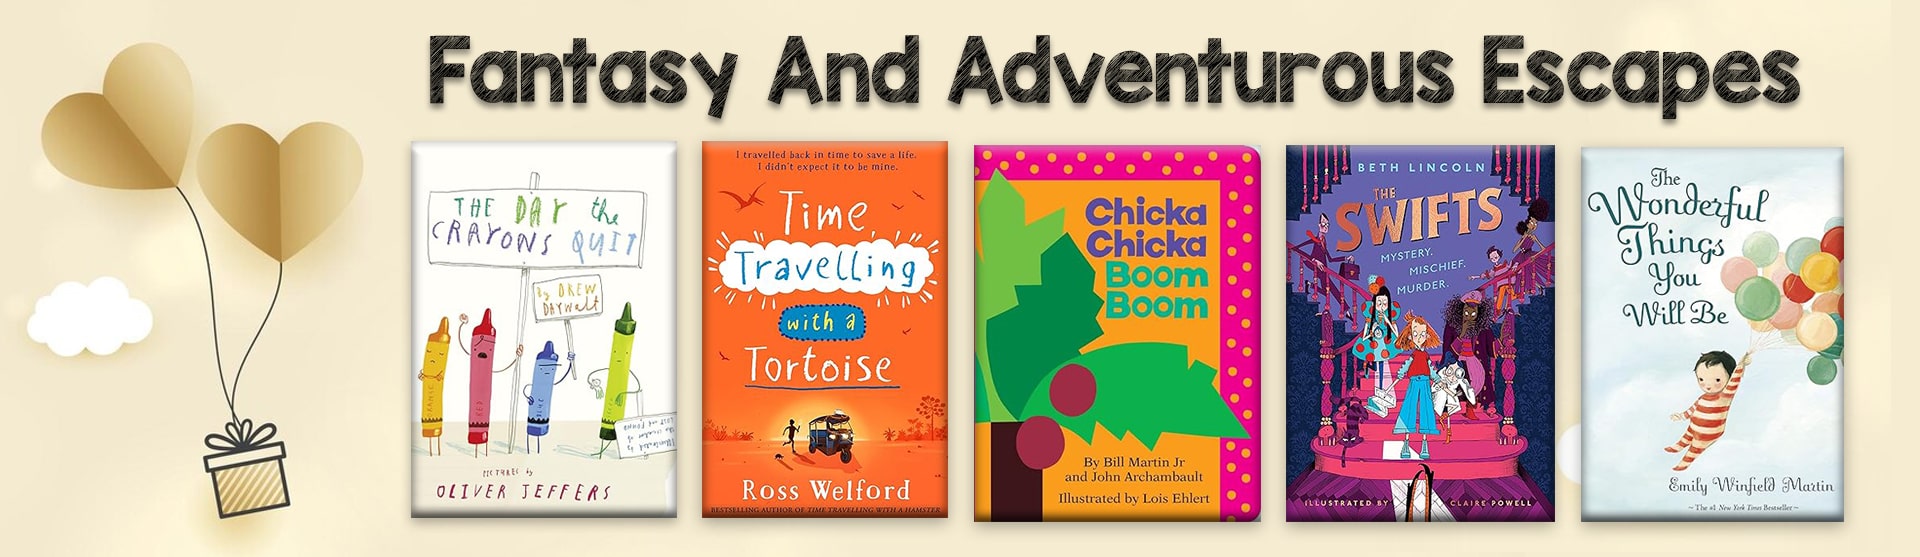 Fantasy And Adventurous Escapes
THE DAY the
CRAYONS QUIT
by DREW
DAYWALT
PICTURES by
OLIVER JEFFERS
I travelled back in time to save a life.
I didn't expect it to be mine.
Time
Travelling
with a
Tortoise
Ross Welford
BESTSELLING AUTHOR OF TIME TRAVELLING WITH A HAMSTER
Chicka
Chicka
Boom
Boom
By Bill Martin Jr
and John Archambault
Illustrated by Lois Ehlert
BETH LINCOLN
THE
SWIFTS
MYSTERY.
MISCHIEF.
MURDER.
ILLUSTRATED BY CLAIRE POWELL
The
Wonderful
Things
You
Will Be
Emily Winfield Martin
~ The #1 New York Times Bestseller ~